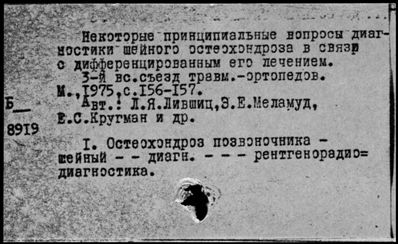 Некоторые принципиальные вопросы диаг-
ностики шейного остеохондроза в связи
с дифференцированным его лечением.
3-й вс.съезд травм.-ортопедов.
М.,1975,с.156-157.
Б
8919
Авт.: Л.Я.Лившиц,Э.Е.Меламуд,
Е.С.Кругман и др.
I. Остеохондроз позвоночника -
шейный - - диагн. - - - рентгенорадио=
диагностика.